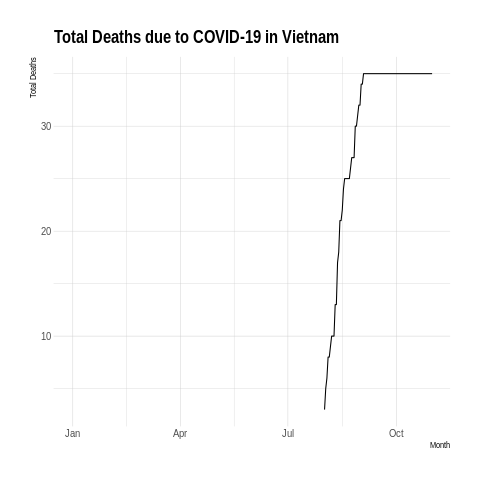 Total Deaths due to COVID-19 in Vietnam
Total Deaths
30
20
10
Jan Apr Jul Oct
Month